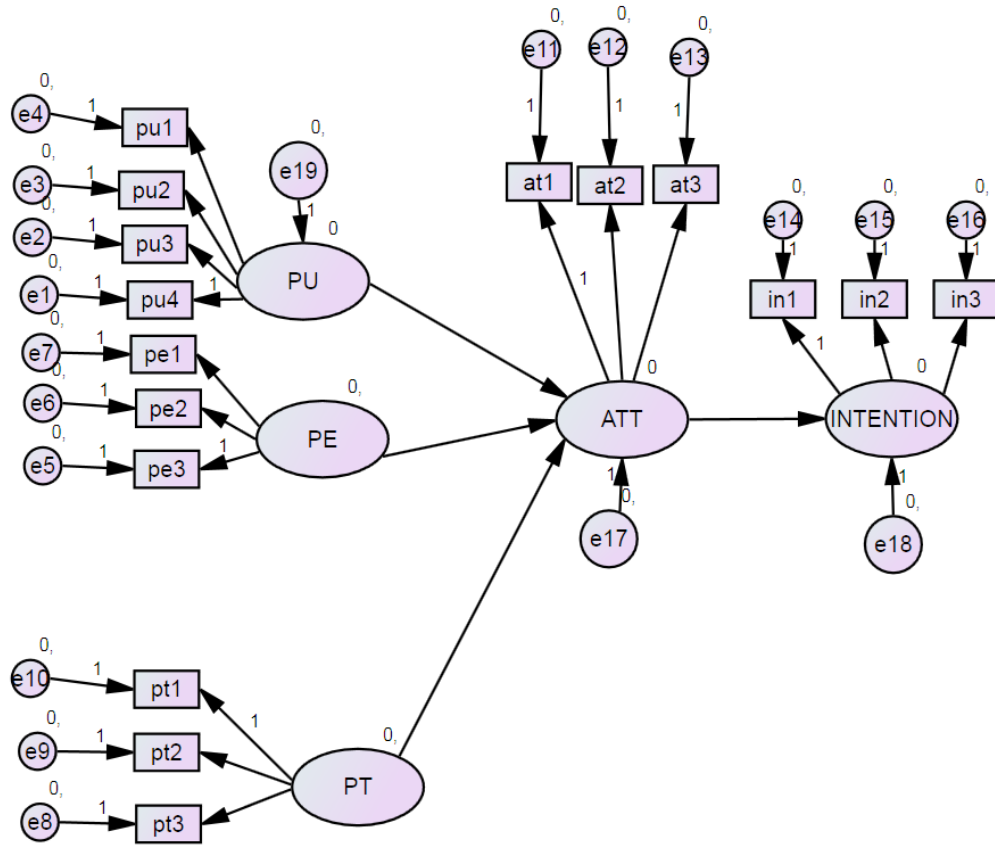 0,
e11
0,
e12
0,
e13
1
1
1
at1
at2
at3
1
0
ATT
1
0,
e17
0,
e4
1
pu1
0,
e3
1
pu2
0,
e2
1
pu3
0,
e1
1
pu4
1
0,
e19
1
0
PU
0,
e7
1
pe1
0,
e6
1
pe2
0,
e5
1
pe3
1
0,
PE
0,
e14
1
in1
0,
e15
1
in2
0,
e16
1
in3
1
0
INTENTION
1
0,
e18
0,
e10
1
pt1
1
0,
e9
1
pt2
0,
e8
1
pt3
0,
PT